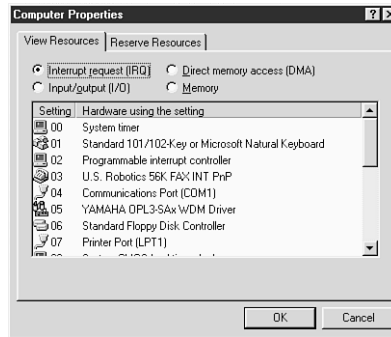 Computer Properties
View Resources
Reserve Resources
Interrupt request (IRQ)
Direct memory access (DMA)
Input/output (I/O)
Memory
Setting Hardware using the setting
00 System timer
01 Standard 101/102-Key or Microsoft Natural Keyboard
02 Programmable interrupt controller
03 U.S. Robotics 56K FAX INT PnP
04 Communications Port (COM1)
05 YAMAHA OPL3-SAx WDM Driver
06 Standard Floppy Disk Controller
07 Printer Port (LPT1)
OK
Cancel